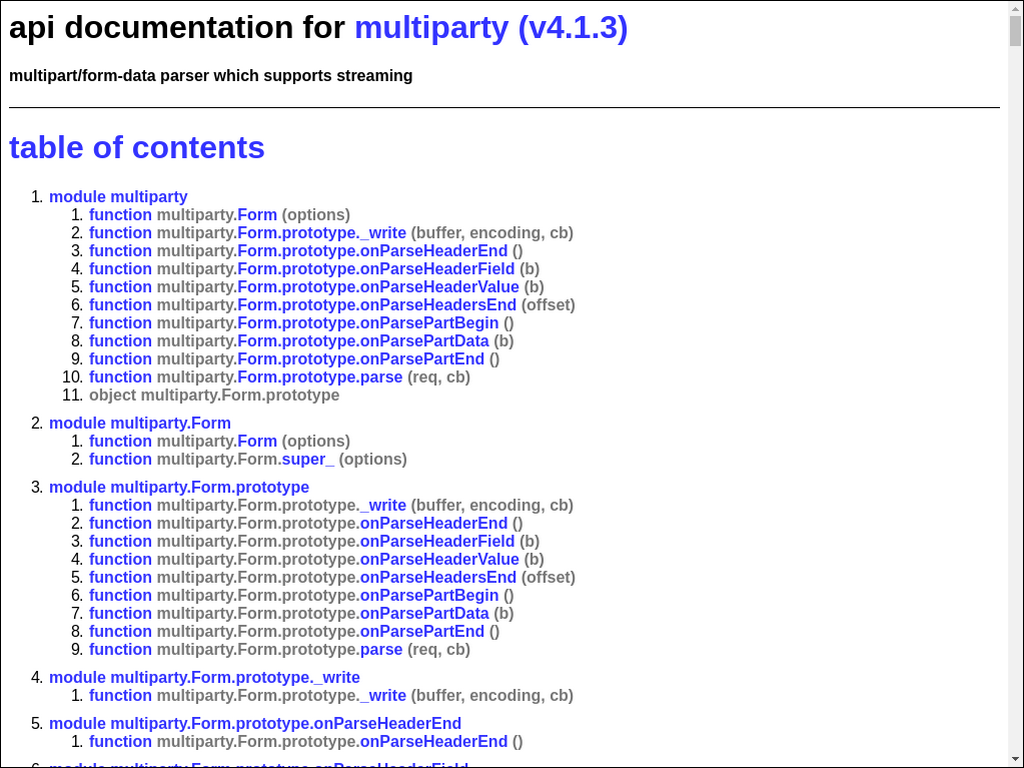 api documentation for multiparty (v4.1.3)
multipart/form-data parser which supports streaming
table of contents
1. module multiparty
1. function multiparty.Form (options)
2. function multiparty.Form.prototype._write (buffer, encoding, cb)
3. function multiparty.Form.prototype.onParseHeaderEnd ()
4. function multiparty.Form.prototype.onParseHeaderField (b)
5. function multiparty.Form.prototype.onParseHeaderValue (b)
6. function multiparty.Form.prototype.onParseHeadersEnd (offset)
7. function multiparty.Form.prototype.onParsePartBegin ()
8. function multiparty.Form.prototype.onParsePartData (b)
9. function multiparty.Form.prototype.onParsePartEnd ()
10. function multiparty.Form.prototype.parse (req, cb)
11. object multiparty.Form.prototype
2. module multiparty.Form
1. function multiparty.Form (options)
2. function multiparty.Form.super_ (options)
3. module multiparty.Form.prototype
1. function multiparty.Form.prototype._write (buffer, encoding, cb)
2. function multiparty.Form.prototype.onParseHeaderEnd ()
3. function multiparty.Form.prototype.onParseHeaderField (b)
4. function multiparty.Form.prototype.onParseHeaderValue (b)
5. function multiparty.Form.prototype.onParseHeadersEnd (offset)
6. function multiparty.Form.prototype.onParsePartBegin ()
7. function multiparty.Form.prototype.onParsePartData (b)
8. function multiparty.Form.prototype.onParsePartEnd ()
9. function multiparty.Form.prototype.parse (req, cb)
4. module multiparty.Form.prototype._write
1. function multiparty.Form.prototype._write (buffer, encoding, cb)
5. module multiparty.Form.prototype.onParseHeaderEnd
1. function multiparty.Form.prototype.onParseHeaderEnd ()
6. module multiparty.Form.prototype.onParseHeaderField